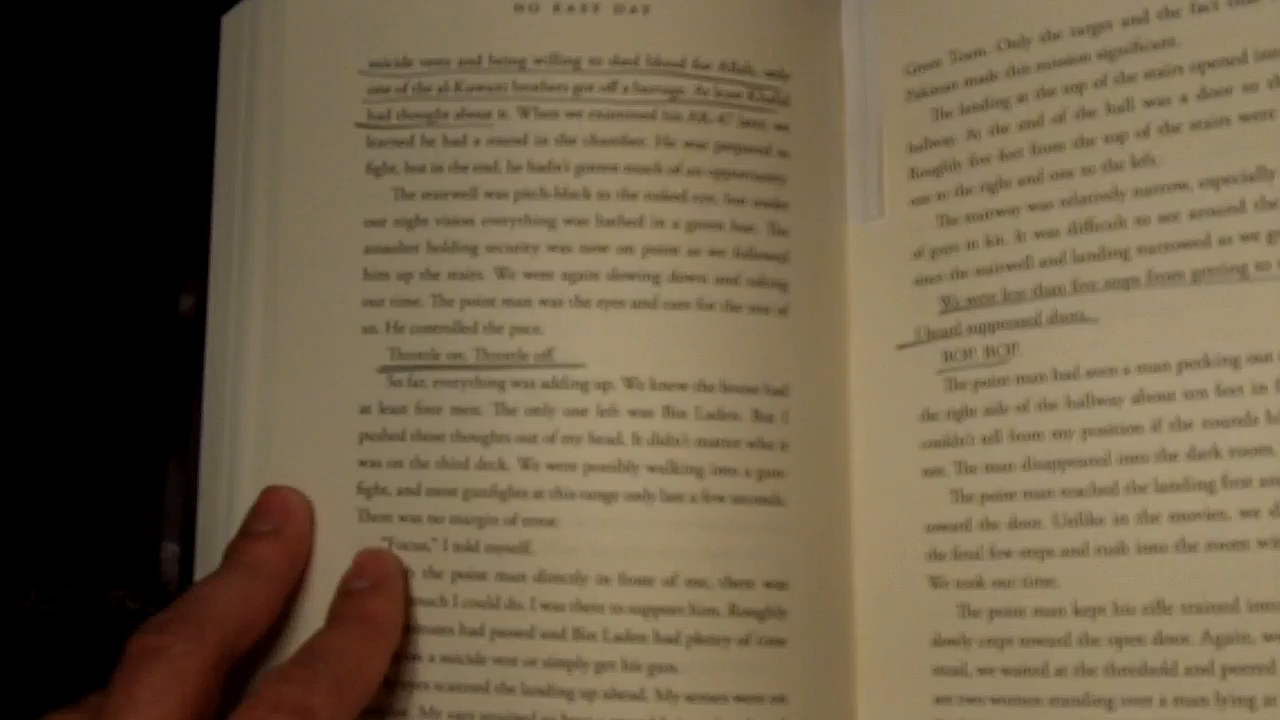 NO EASY DAY
suicide vests and being willing to shed blood for Allah, only
one of the al-Kuwaiti brothers got off a barrage. At least Khalid
had thought about it. When we examined his AK-47 later, we
learned he had a round in the chamber. He was prepared to
fight, but in the end, he hadn't gotten much of an opportunity.
The stairwell was pitch-black to the naked eye, but under
our night vision everything was bathed in a green hue. The
assaulter holding security was now on point as we followed
him up the stairs. We were again slowing down and taking
our time. The point man was the eyes and ears for the rest of
us. He controlled the pace.
Throttle on. Throttle off.
So far, everything was adding up. We knew the house had
at least four men. The only one left was Bin Laden. But I
pushed those thoughts out of my head. It didn't matter who it
was on the third deck. We were possibly walking into a gun-
fight, and most gunfights at this range only last a few seconds.
There was no margin of error.
"Focus," I told myself.
the point man directly in front of me, there was
much I could do. I was there to support him. Roughly
had passed and Bin Laden had plenty of time
a suicide vest or simply get his gun.
scanned the landing up ahead. My senses were on
My ears
Green Team. Only the target and the fact
Pakistan made this mission significant.
The landing at the top of the stairs opened into
hallway. At the end of the hall was a door to the
Roughly five feet from the top of the stairs were
one to the right and one to the left.
The stairway was relatively narrow, especially
of guys in kit. It was difficult to see around the
into the stairwell and landing narrowed as we
We were less than five steps from getting to
I heard suppressed shots.
BOP. BOP.
The point man had seen a man peeking out
the right side of the hallway about ten feet in
couldn't tell from my position if the rounds
not. The man disappeared into the dark room.
The point man reached the landing first and
toward the door. Unlike in the movies, we
the final few steps and rush into the room
We took our time.
The point man kept his rifle trained into
slowly crept toward the open door. Again, we
we waited at the threshold and peered
two women standing over a man lying at